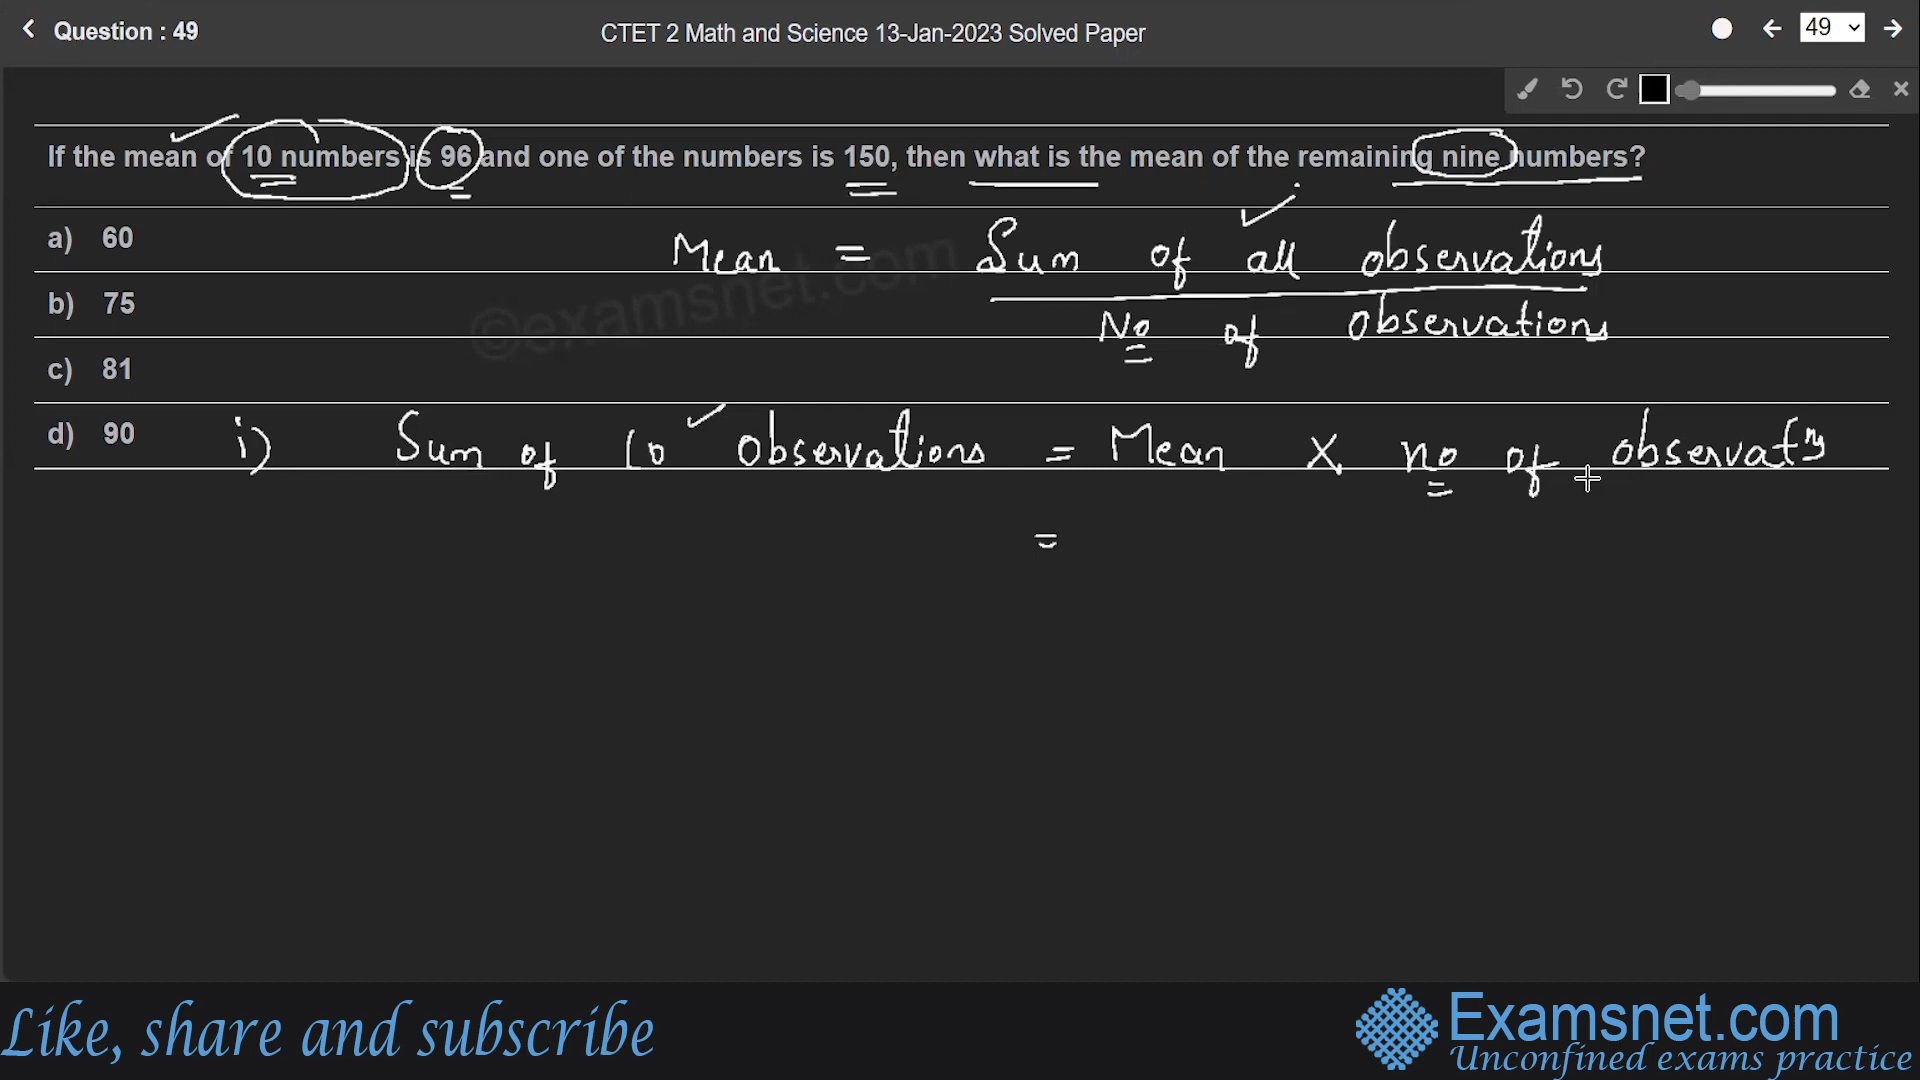 Question : 49
CTET 2 Math and Science 13-Jan-2023 Solved Paper
49
If the mean of 10 numbers is 96 and one of the numbers is 150, then what is the mean of the remaining nine numbers?
a) 60
Mean = Sum of all observations
b) 75
No of observations
©examsnet.com
c) 81
d) 90
i) Sum of 10 observations = Mean X no of observatns
=
Like, share and subscribe
Examsnet.com
Unconfined exams practice